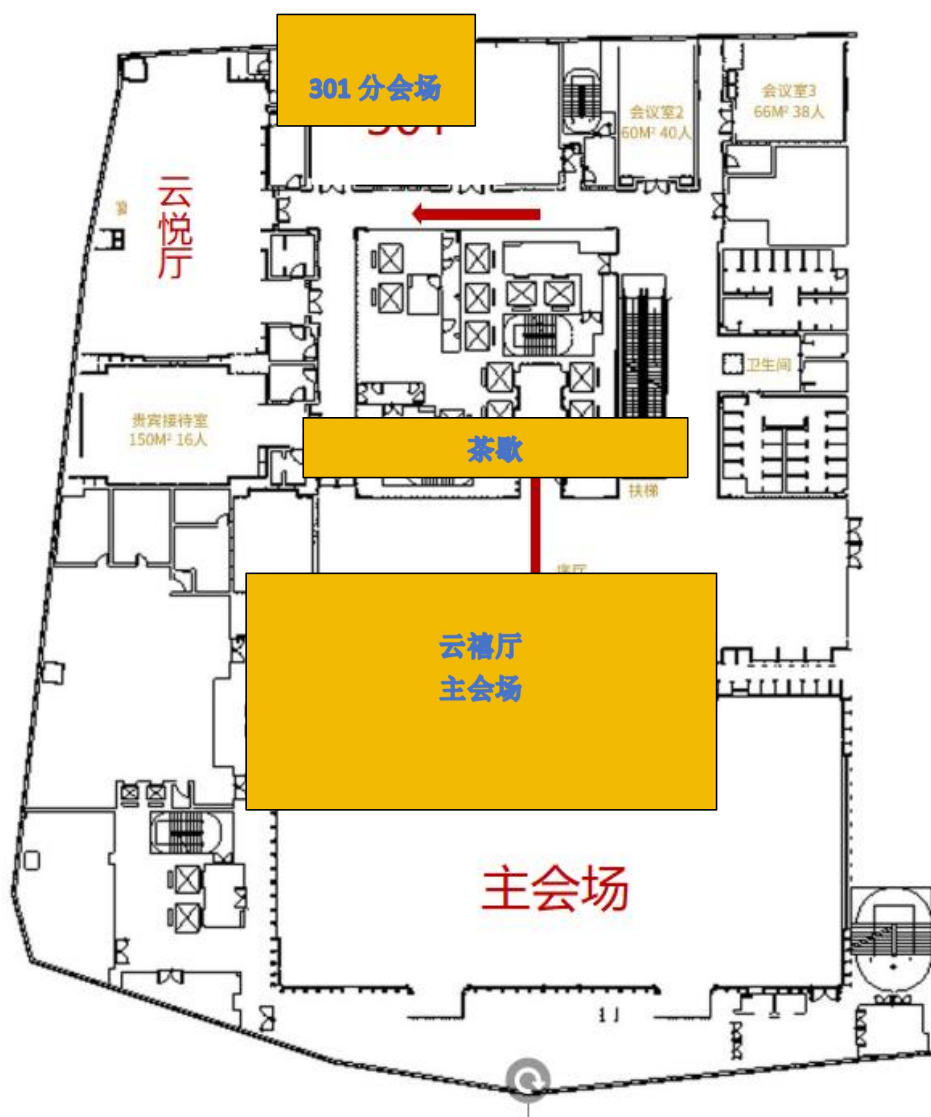 301 分会场
会议室2
60M² 40人
会议室3
66M² 38人
云悦厅
贵宾接待室
150M² 16人
卫生间
茶歇
扶梯
云禧厅
主会场
主会场